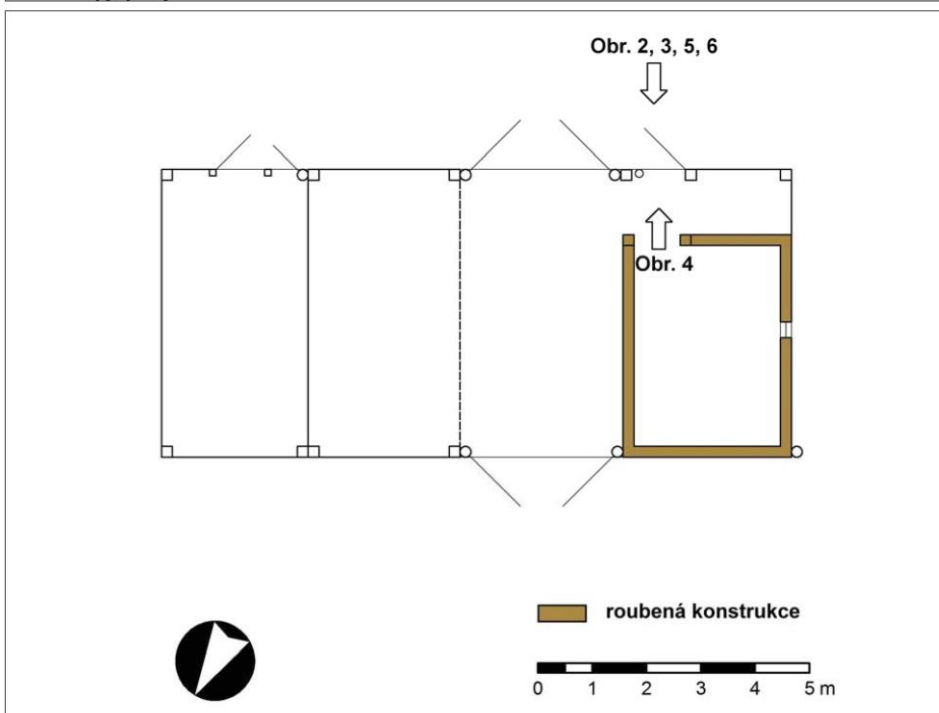 Obr. 2, 3, 5, 6
Obr. 4
roubená konstrukce
0 1 2 3 4 5 m